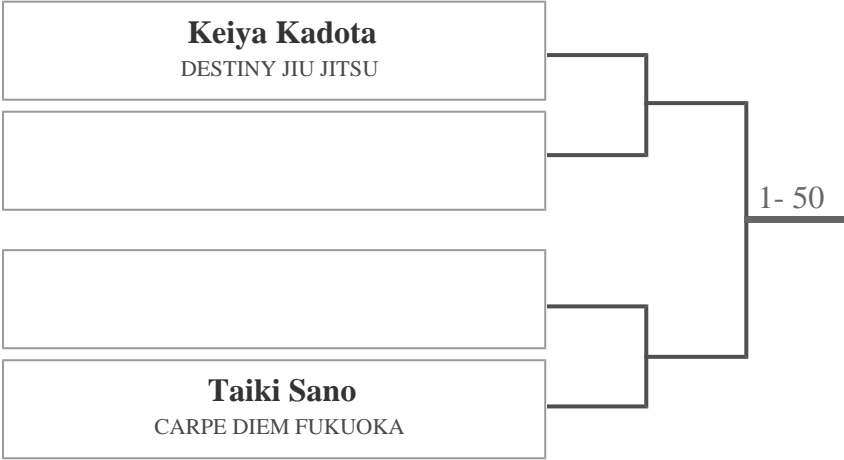 Keiya Kadota
DESTINY JIU JITSU
1- 50
Taiki Sano
CARPE DIEM FUKUOKA